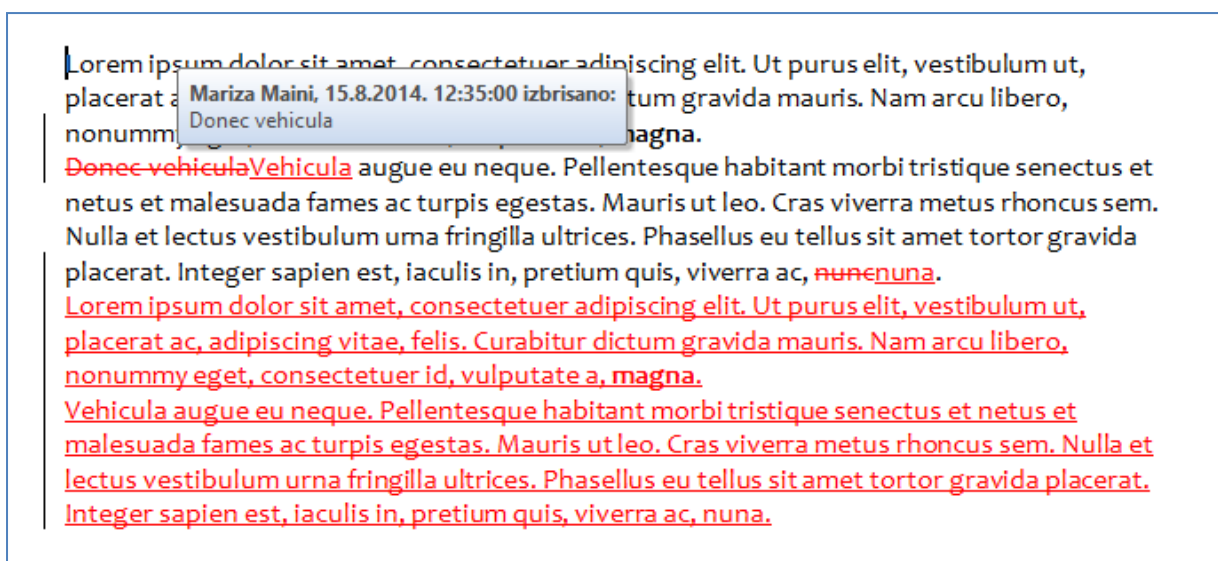 Lorem ipsum dolor sit amet, consectetuer adipiscing elit. Ut purus elit, vestibulum ut,
placerat
Mariza Maini, 15.8.2014. 12:35:00 izbrisano:
Donec vehicula
gravida mauris. Nam arcu libero,
nonummy magna.
Donec vehiculaVehicula augue eu neque. Pellentesque habitant morbi tristique senectus et
netus et malesuada fames ac turpis egestas. Mauris ut leo. Cras viverra metus rhoncus sem.
Nulla et lectus vestibulum urna fringilla ultrices. Phasellus eu tellus sit amet tortor gravida
placerat. Integer sapien est, iaculis in, pretium quis, viverra ac, nuncnuna.
Lorem ipsum dolor sit amet, consectetuer adipiscing elit. Ut purus elit, vestibulum ut,
placerat ac, adipiscing vitae, felis. Curabitur dictum gravida mauris. Nam arcu libero,
nonummy eget, consectetuer id, vulputate a, magna.
Vehicula augue eu neque. Pellentesque habitant morbi tristique senectus et netus et
malesuada fames ac turpis egestas. Mauris ut leo. Cras viverra metus rhoncus sem. Nulla et
lectus vestibulum urna fringilla ultrices. Phasellus eu tellus sit amet tortor gravida placerat.
Integer sapien est, iaculis in, pretium quis, viverra ac, nuna.